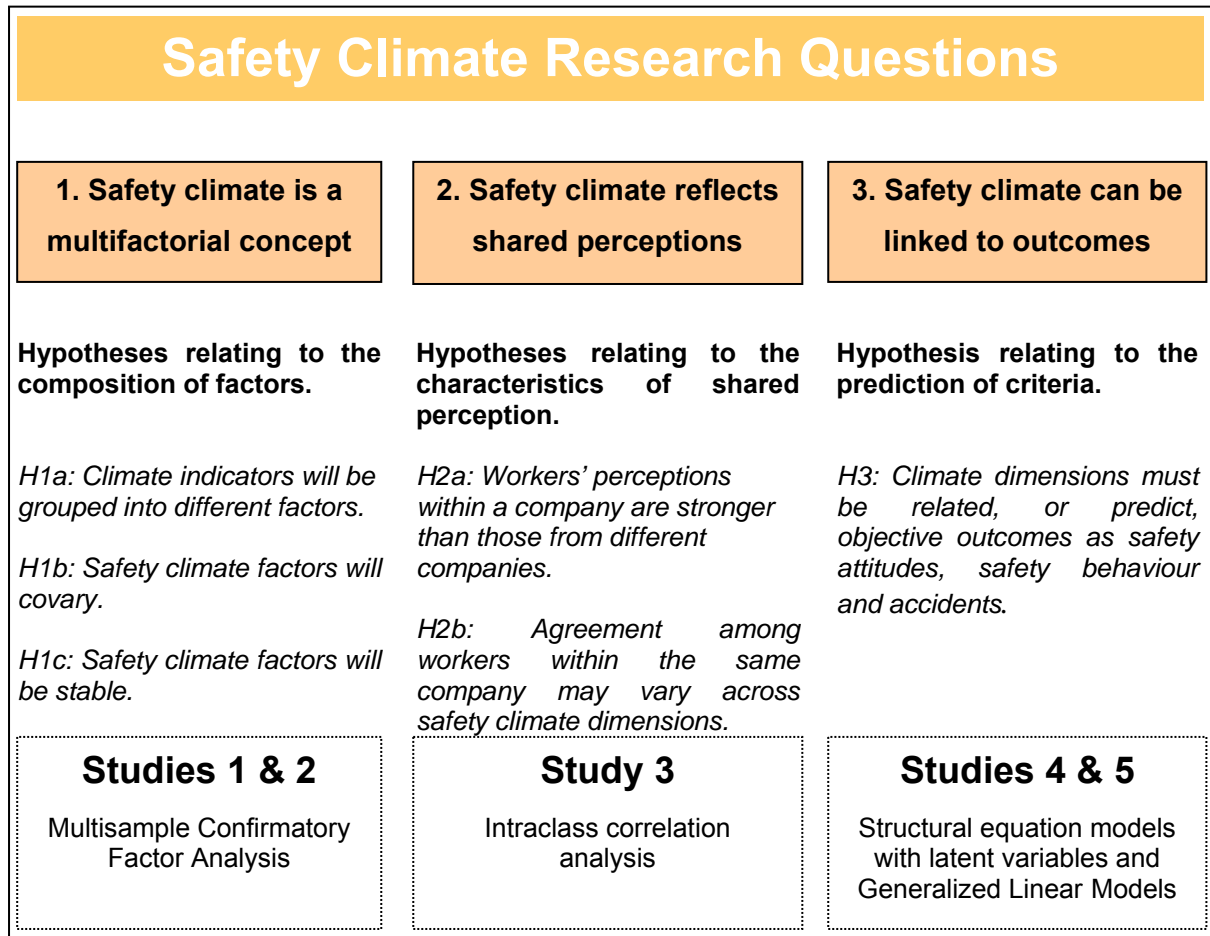 Safety Climate Research Questions
1. Safety climate is a
multifactorial concept
2. Safety climate reflects
shared perceptions
3. Safety climate can be
linked to outcomes
Hypotheses relating to the
composition of factors.
H1a: Climate indicators will be
grouped into different factors.
H1b: Safety climate factors will
covary.
H1c: Safety climate factors will
be stable.
Hypotheses relating to the
characteristics of shared
perception.
H2a: Workers’ perceptions
within a company are stronger
than those from different
companies.
H2b: Agreement among
workers within the same
company may vary across
safety climate dimensions.
Hypothesis relating to the
prediction of criteria.
H3: Climate dimensions must
be related, or predict,
objective outcomes as safety
attitudes, safety behaviour
and accidents.
Studies 1 & 2
Multisample Confirmatory
Factor Analysis
Study 3
Intraclass correlation
analysis
Studies 4 & 5
Structural equation models
with latent variables and
Generalized Linear Models